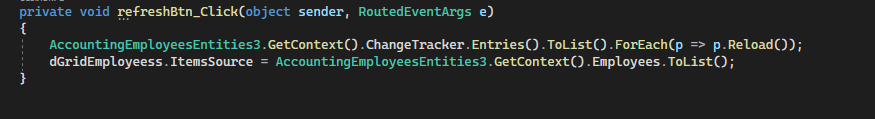 private void refreshBtn_Click(object sender, RoutedEventArgs e)
{
AccountingEmployeesEntities3.GetContext().ChangeTracker.Entries().ToList().ForEach(p => p.Reload());
dGridEmployeess.ItemsSource = AccountingEmployeesEntities3.GetContext().Employees.ToList();
}